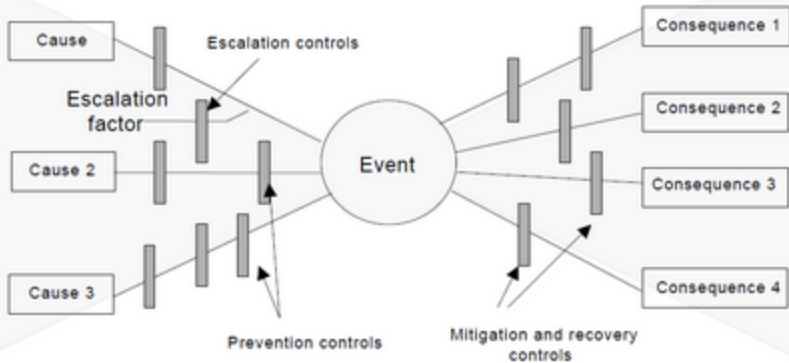 Cause
Escalation controls
Escalation
factor
Cause 2
Cause 3
Prevention controls
Event
Consequence 1
Consequence 2
Consequence 3
Consequence 4
Mitigation and recovery
controls